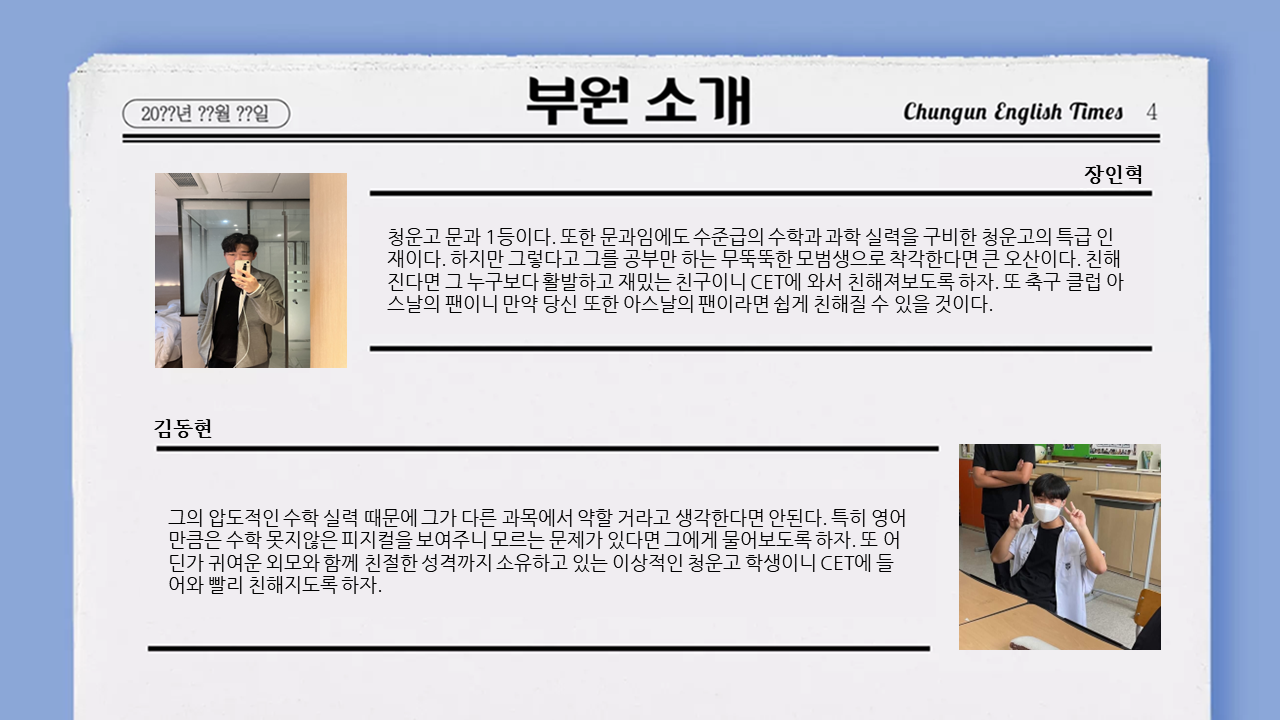 20??년 ??월 ??일
부원 소개
Chungun English Times 4
장인혁
청운고 문과 1등이다. 또한 문과임에도 수준급의 수학과 과학 실력을 구비한 청운고의 특급 인
재이다. 하지만 그렇다고 그를 공부만 하는 무뚝뚝한 모범생으로 착각한다면 큰 오산이다. 친해
진다면 그 누구보다 활발하고 재밌는 친구이니 CET에 와서 친해져보도록 하자. 또 축구 클럽 아
스날의 팬이니 만약 당신 또한 아스날의 팬이라면 쉽게 친해질 수 있을 것이다.
김동현
그의 압도적인 수학 실력 때문에 그가 다른 과목에서 약할 거라고 생각한다면 안된다. 특히 영어
만큼은 수학 못지않은 피지컬을 보여주니 모르는 문제가 있다면 그에게 물어보도록 하자. 또 어
딘가 귀여운 외모와 함께 친절한 성격까지 소유하고 있는 이상적인 청운고 학생이니 CET에 들
어와 빨리 친해지도록 하자.